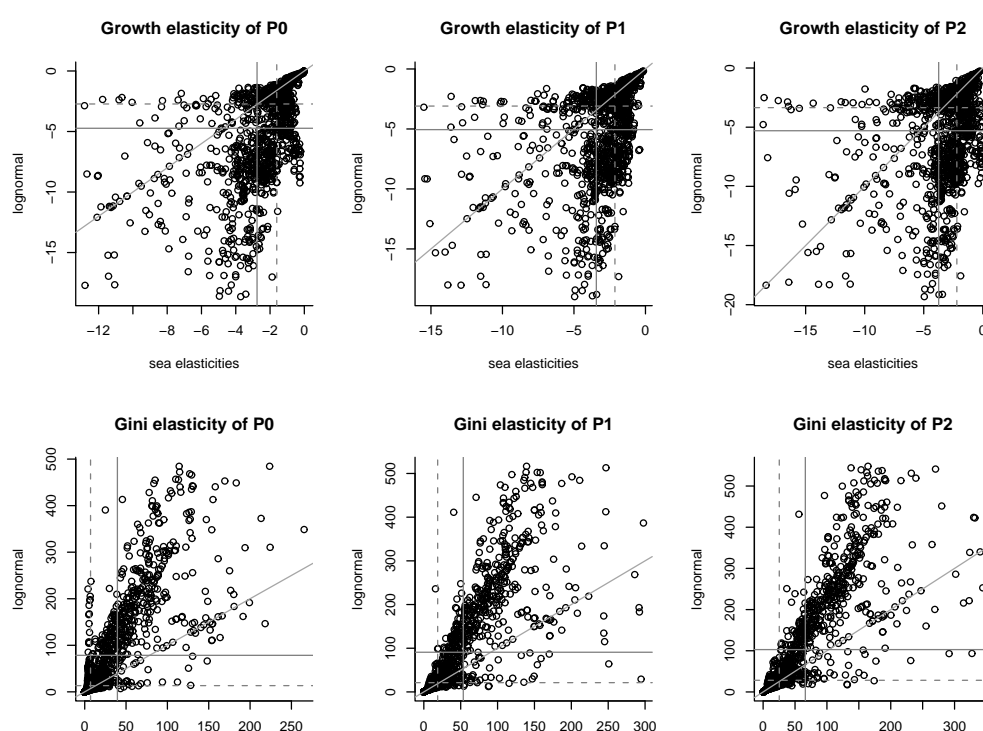 Growth elasticity of P0
lognormal
0
−5
−10
−15
−12 −10 −8 −6 −4 −2 0
sea elasticities
Growth elasticity of P1
lognormal
0
−5
−10
−15
−15 −10 −5 0
sea elasticities
Growth elasticity of P2
lognormal
0
−5
−10
−15
−20
−15 −10 −5 0
sea elasticities
Gini elasticity of P0
lognormal
500
400
300
200
100
0
0 50 100 150 200 250
Gini elasticity of P1
lognormal
500
400
300
200
100
0
0 50 100 150 200 250 300
Gini elasticity of P2
lognormal
500
400
300
200
100
0
0 50 100 200 300